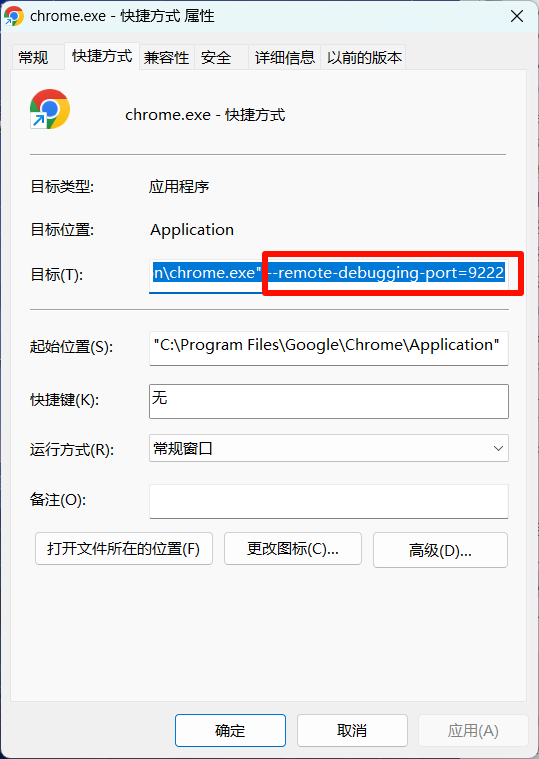 chrome.exe - 快捷方式 属性
常规 快捷方式 兼容性 安全 详细信息 以前的版本
chrome.exe - 快捷方式
目标类型: 应用程序
目标位置: Application
目标(T): n\chrome.exe" --remote-debugging-port=9222
起始位置(S): "C:\Program Files\Google\Chrome\Application"
快捷键(K): 无
运行方式(R): 常规窗口
备注(O):
打开文件所在的位置(F) 更改图标(C)... 高级(D)...
确定 取消 应用(A)